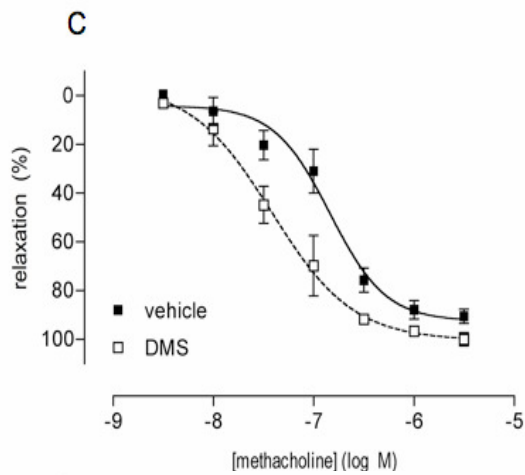 C
relaxation (%)
0
20
40
60
80
100
vehicle
DMS
-9 -8 -7 -6 -5
[methacholine] (log M)